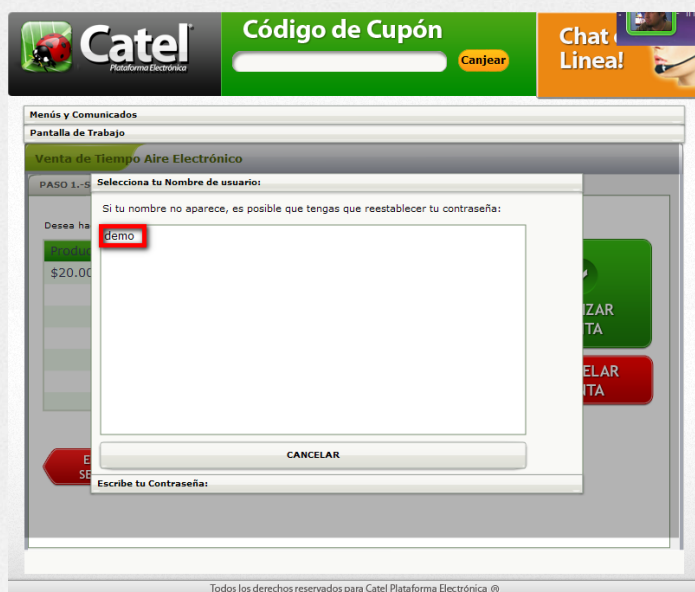 Catel
Plataforma Electrónica
Código de Cupón
Canjear
Chat
Linea!
Menús y Comunicados
Pantalla de Trabajo
Venta de Tiempo Aire Electrónico
PASO 1.-S
Selecciona tu Nombre de usuario:
Si tu nombre no aparece, es posible que tengas que reestablecer tu contraseña:
Desea ha
demo
Produc
$20.00
IZAR
TA
ELAR
TA
CANCELAR
E
SE
Escribe tu Contraseña:
Todos los derechos reservados para Catel Plataforma Electrónica ®